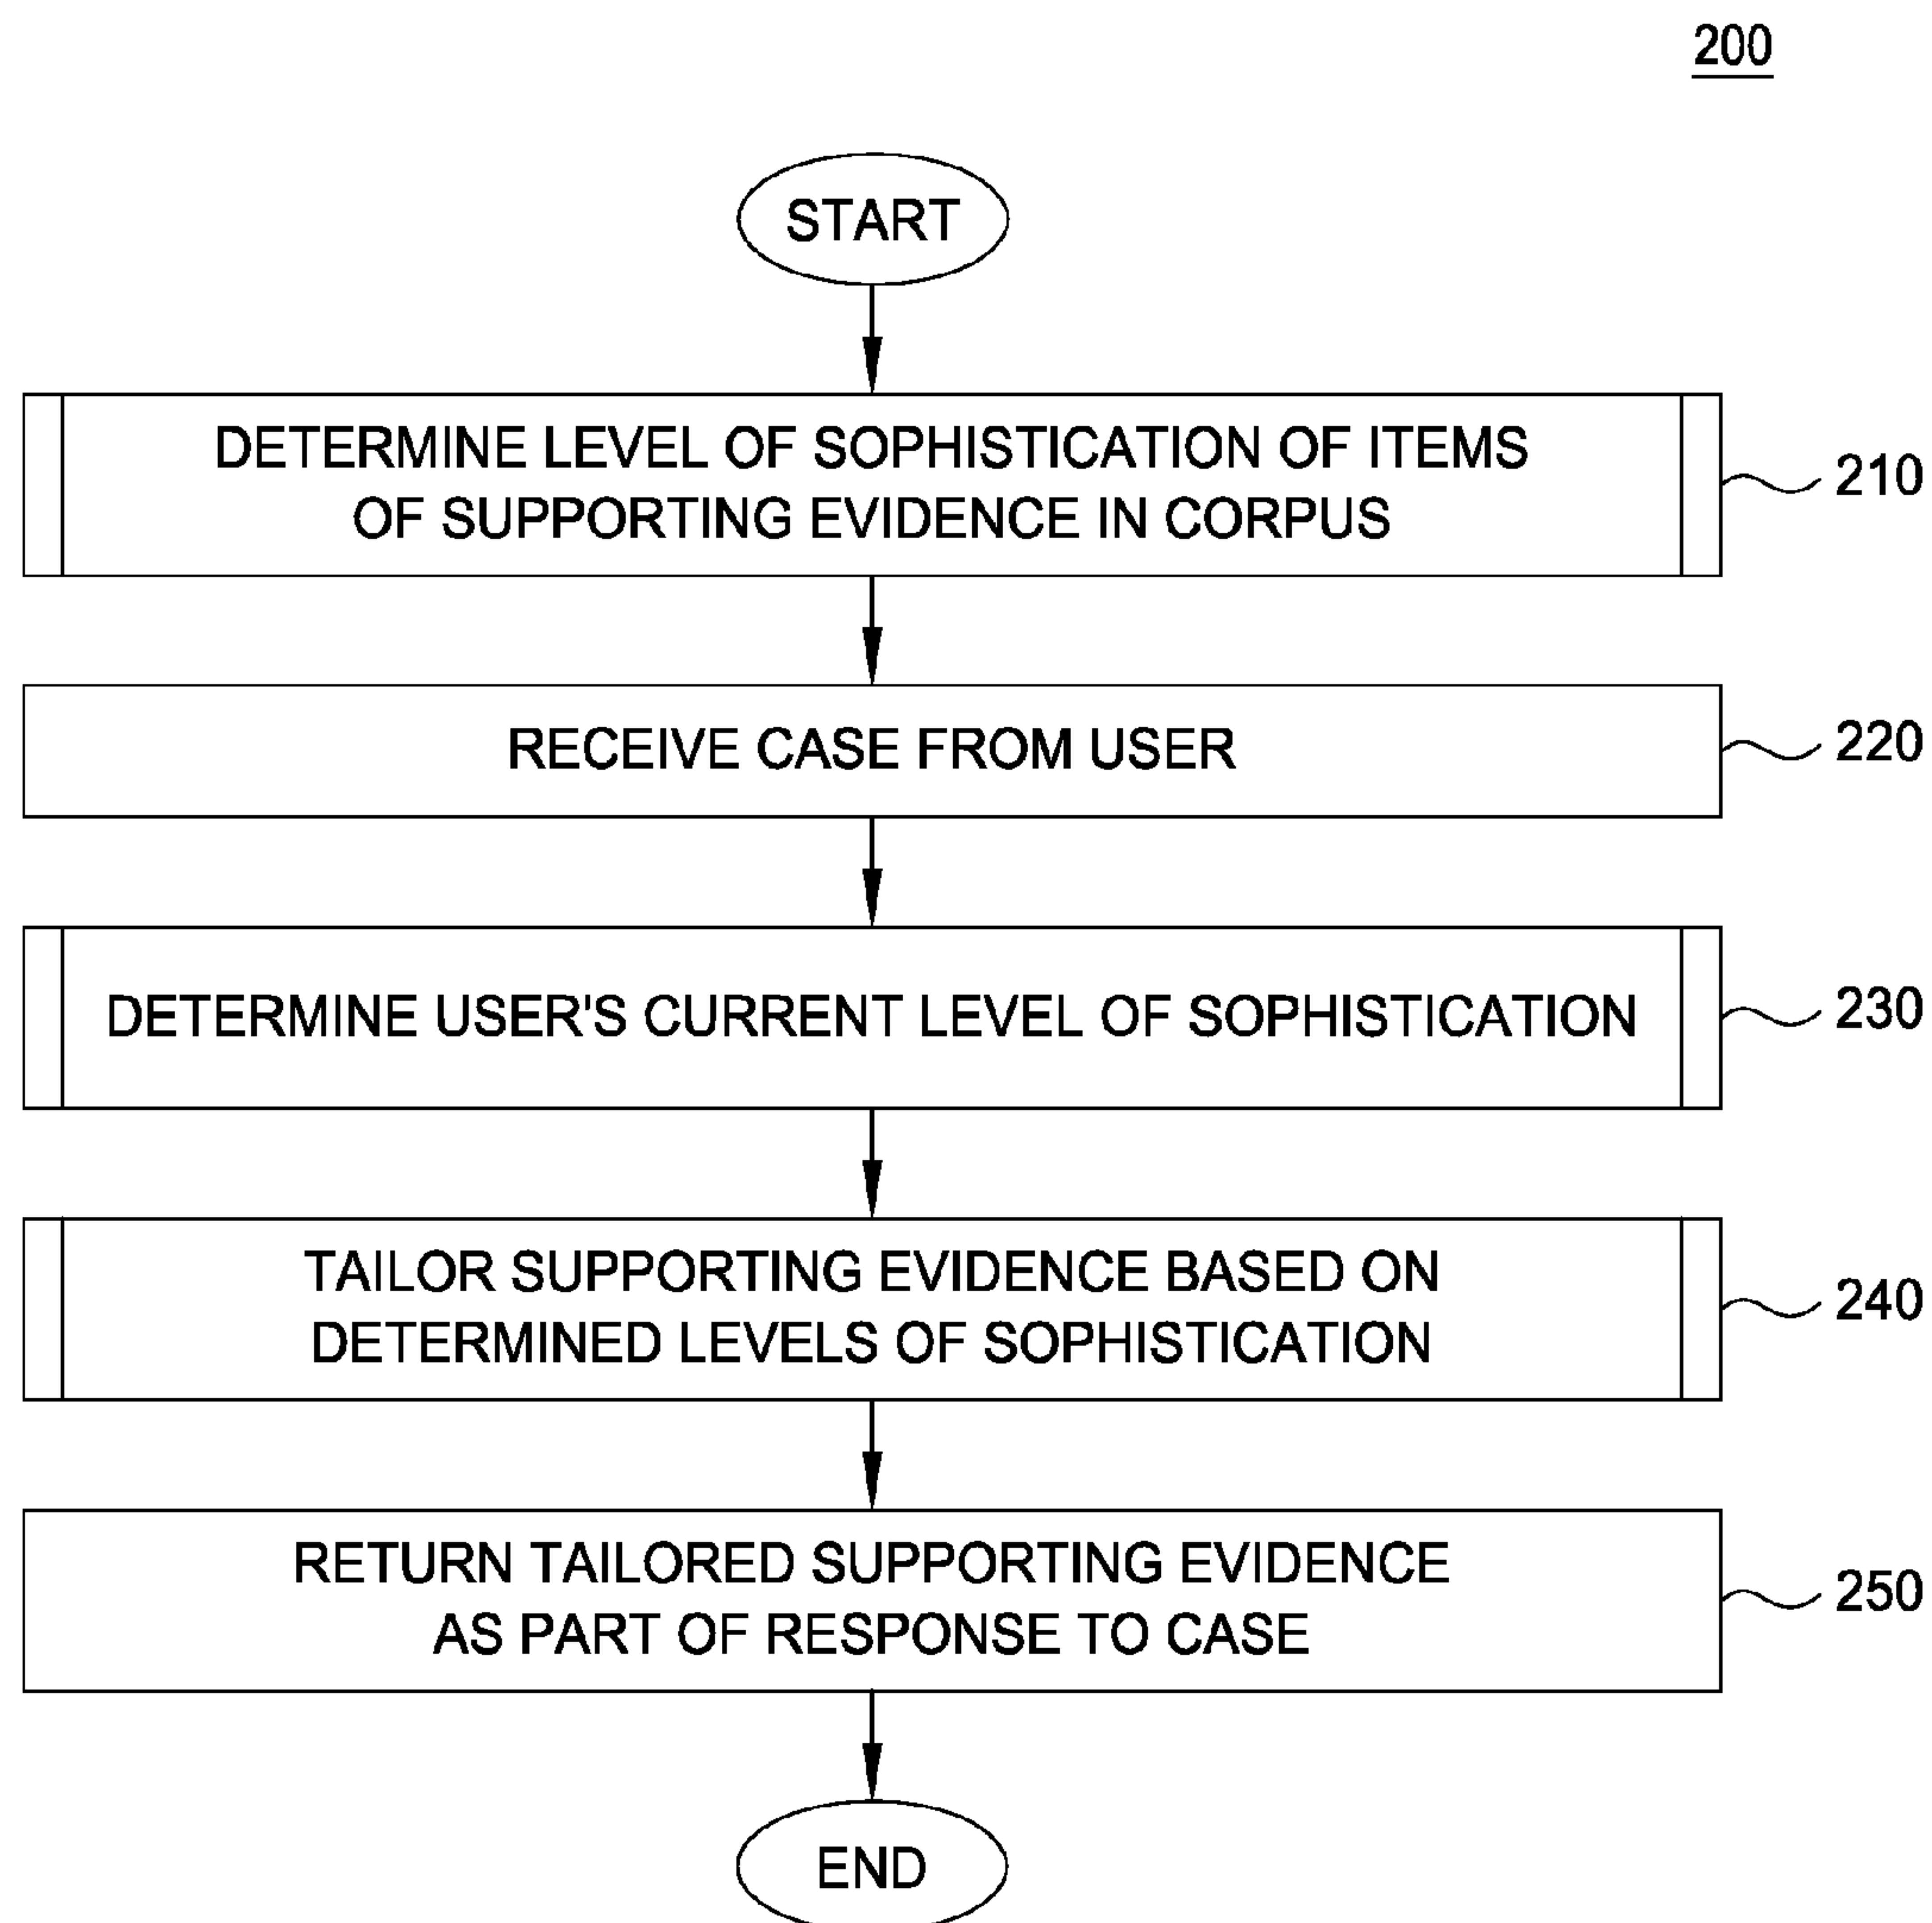 200
START
DETERMINE LEVEL OF SOPHISTICATION OF ITEMS
OF SUPPORTING EVIDENCE IN CORPUS
210
RECEIVE CASE FROM USER
220
DETERMINE USER'S CURRENT LEVEL OF SOPHISTICATION
230
TAILOR SUPPORTING EVIDENCE BASED ON
DETERMINED LEVELS OF SOPHISTICATION
240
RETURN TAILORED SUPPORTING EVIDENCE
AS PART OF RESPONSE TO CASE
250
END